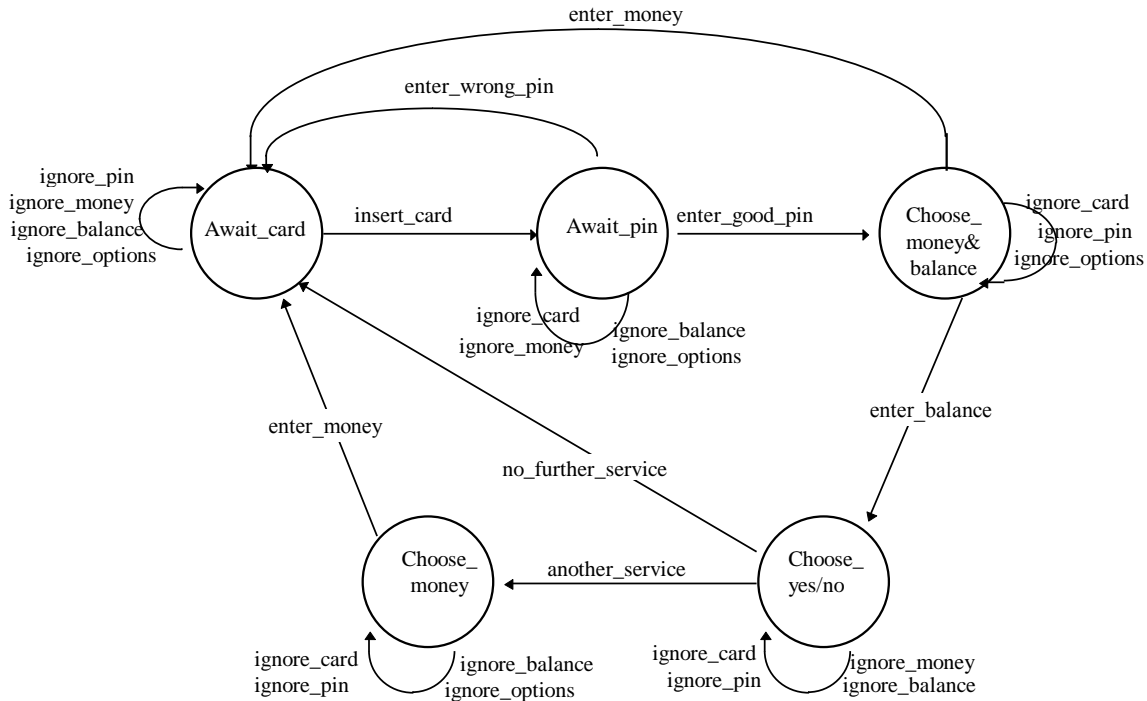 enter_money
enter_wrong_pin
ignore_pin
ignore_money
ignore_balance
ignore_options
Await_card
insert_card
Await_pin
enter_good_pin
Choose_
money&
balance
ignore_card
ignore_pin
ignore_options
ignore_card
ignore_money
ignore_balance
ignore_options
enter_balance
enter_money
no_further_service
Choose_
money
another_service
Choose_
yes/no
ignore_card
ignore_pin
ignore_balance
ignore_options
ignore_card
ignore_pin
ignore_money
ignore_balance